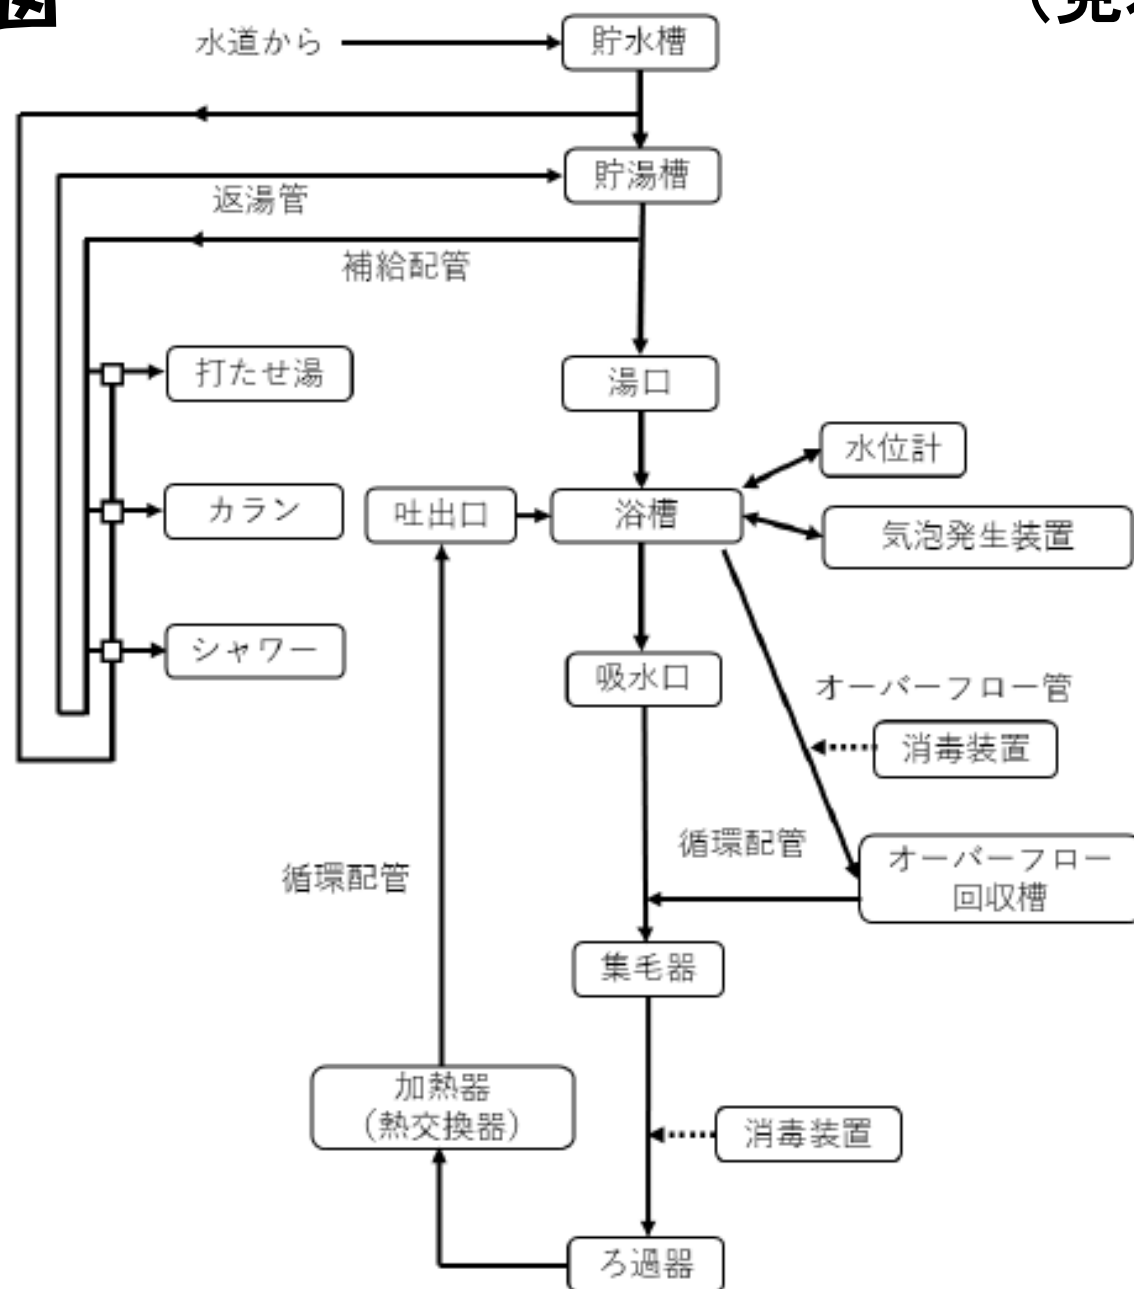 図
(発
水道から
貯水槽
貯湯槽
返湯管
補給配管
打たせ湯
湯口
水位計
カラン
吐出口
浴槽
気泡発生装置
シャワー
吸水口
オーバーフロー管
消毒装置
循環配管
オーバーフロー
回収槽
循環配管
集毛器
加熱器
(熱交換器)
消毒装置
ろ過器